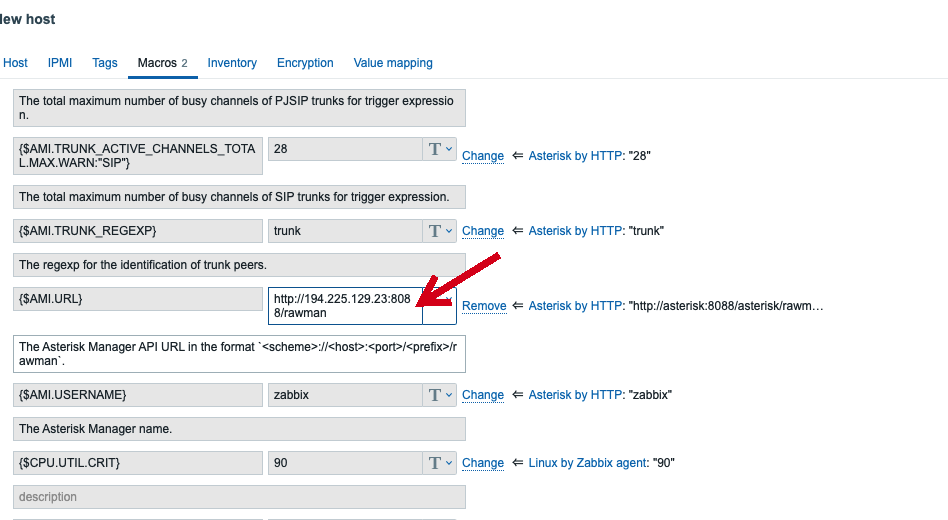 lew host
Host IPMI Tags Macros 2 Inventory Encryption Value mapping
The total maximum number of busy channels of PJSIP trunks for trigger expressio
n.
{$AMI.TRUNK_ACTIVE_CHANNELS_TOTA
L.MAX.WARN:"SIP"}
28 T Change ⇐ Asterisk by HTTP: "28"
The total maximum number of busy channels of SIP trunks for trigger expression.
{$AMI.TRUNK_REGEXP} trunk T Change ⇐ Asterisk by HTTP: "trunk"
The regexp for the identification of trunk peers.
{$AMI.URL} http://194.225.129.23:808
8/rawman
Remove ⇐ Asterisk by HTTP: "http://asterisk:8088/asterisk/rawm…
The Asterisk Manager API URL in the format `<scheme>://<host>:<port>/<prefix>/r
awman`.
{$AMI.USERNAME} zabbix T Change ⇐ Asterisk by HTTP: "zabbix"
The Asterisk Manager name.
{$CPU.UTIL.CRIT} 90 T Change ⇐ Linux by Zabbix agent: "90"
description